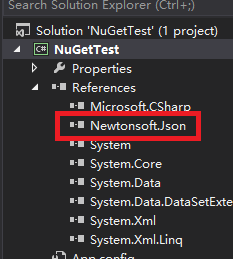 Search Solution Explorer (Ctrl+;)
Solution 'NuGetTest' (1 project)
C# NuGetTest
Properties
References
Microsoft.CSharp
Newtonsoft.Json
System
System.Core
System.Data
System.Data.DataSetExte
System.Xml
System.Xml.Linq
App.config